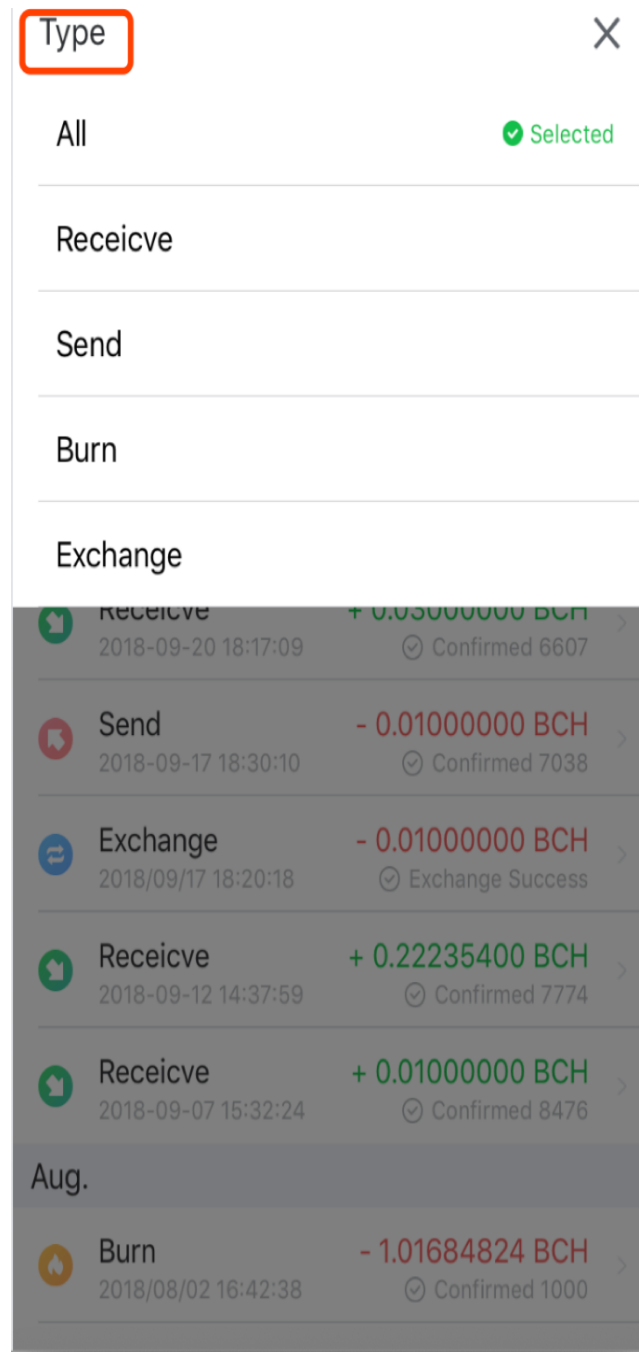 Type
All Selected
Receicve
Send
Burn
Exchange
Receicve + 0.03000000 BCH
2018-09-20 18:17:09 Confirmed 6607
Send - 0.01000000 BCH
2018-09-17 18:30:10 Confirmed 7038
Exchange - 0.01000000 BCH
2018/09/17 18:20:18 Exchange Success
Receicve + 0.22235400 BCH
2018-09-12 14:37:59 Confirmed 7774
Receicve + 0.01000000 BCH
2018-09-07 15:32:24 Confirmed 8476
Aug.
Burn - 1.01684824 BCH
2018/08/02 16:42:38 Confirmed 1000